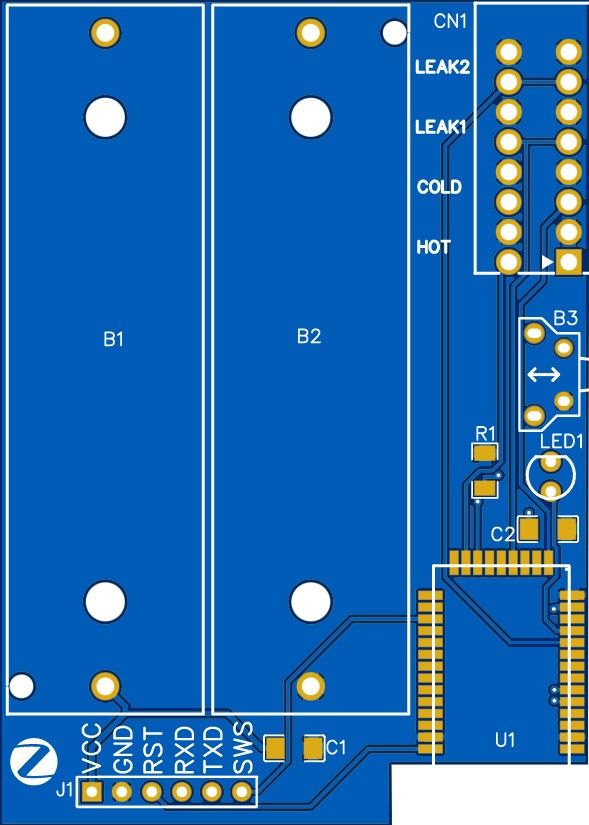 CN1
LEAK2
LEAK1
COLD
HOT
B1
B2
B3
R1
LED1
C2
VCC
GND
RST
RXD
TXD
SWS
C1
U1
J1